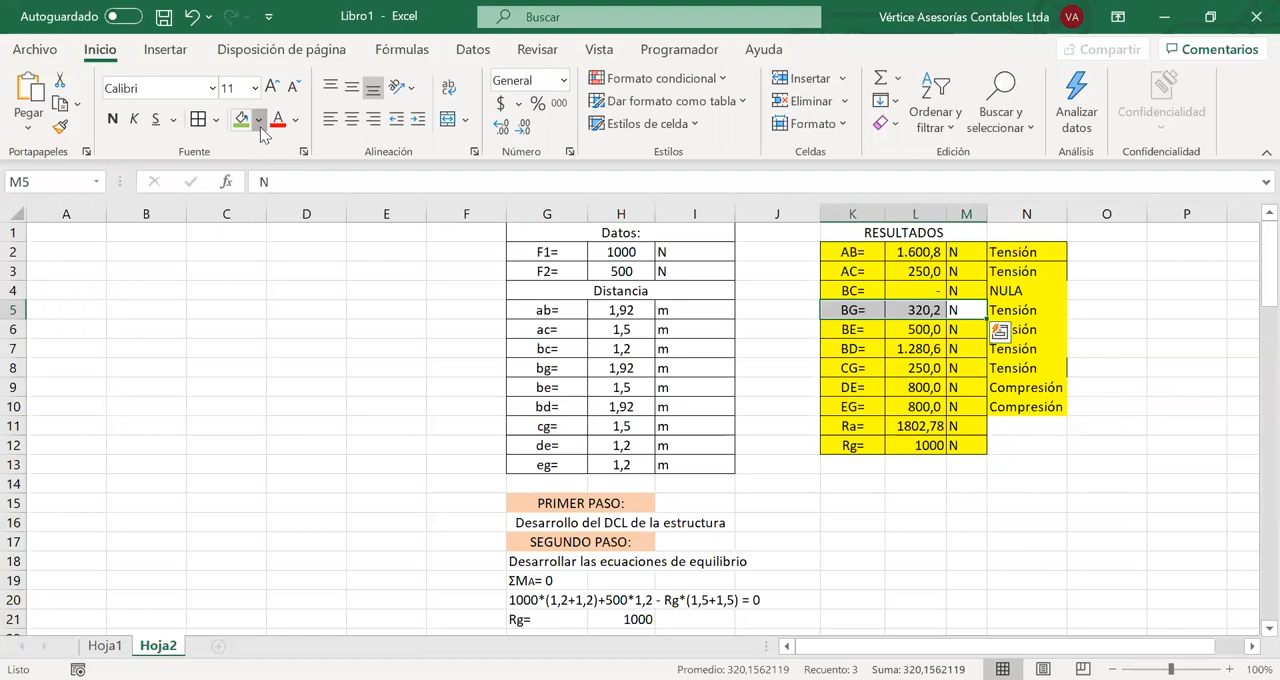 Autoguardado
Libro1 - Excel
Buscar
Vértice Asesorías Contables Ltda
VA
Archivo Inicio Insertar Disposición de página Fórmulas Datos Revisar Vista Programador Ayuda
Compartir Comentarios
Pegar
Calibri 11
N K S
General
$ % 000
Formato condicional
Dar formato como tabla
Estilos de celda
Insertar
Eliminar
Formato
Ordenar y filtrar
Buscar y seleccionar
Analizar datos
Confidencialidad
Portapapeles Fuente Alineación Número Estilos Celdas Edición Análisis Confidencialidad
M5 fx N
A B C D E F G H I J K L M N O P
1 Datos: RESULTADOS
2 F1= 1000 N AB= 1.600,8 N Tensión
3 F2= 500 N AC= 250,0 N Tensión
4 Distancia BC= - N NULA
5 ab= 1,92 m BG= 320,2 N Tensión
6 ac= 1,5 m BE= 500,0 N sión
7 bc= 1,2 m BD= 1.280,6 N Tensión
8 bg= 1,92 m CG= 250,0 N Tensión
9 be= 1,5 m DE= 800,0 N Compresión
10 bd= 1,92 m EG= 800,0 N Compresión
11 cg= 1,5 m Ra= 1802,78 N
12 de= 1,2 m Rg= 1000 N
13 eg= 1,2 m
14
15 PRIMER PASO:
16 Desarrollo del DCL de la estructura
17 SEGUNDO PASO:
18 Desarrollar las ecuaciones de equilibrio
19 ΣMA= 0
20 1000*(1,2+1,2)+500*1,2 - Rg*(1,5+1,5) = 0
21 Rg= 1000
Hoja1 Hoja2
Listo
Promedio: 320,1562119 Recuento: 3 Suma: 320,1562119
100%